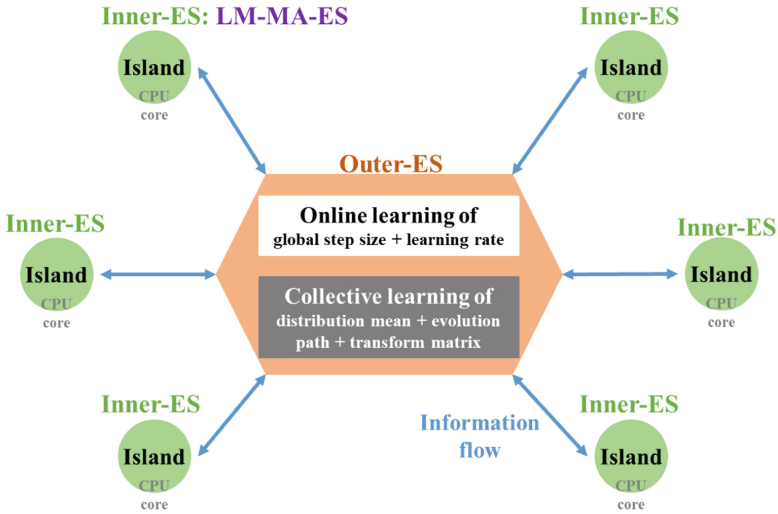 Inner-ES: LM-MA-ES
Island
CPU
core
Inner-ES
Island
CPU
core
Outer-ES
Online learning of
global step size + learning rate
Inner-ES
Island
CPU
core
Inner-ES
Island
CPU
core
Collective learning of
distribution mean + evolution
path + transform matrix
Inner-ES
Island
CPU
core
Information
flow
Inner-ES
Island
CPU
core